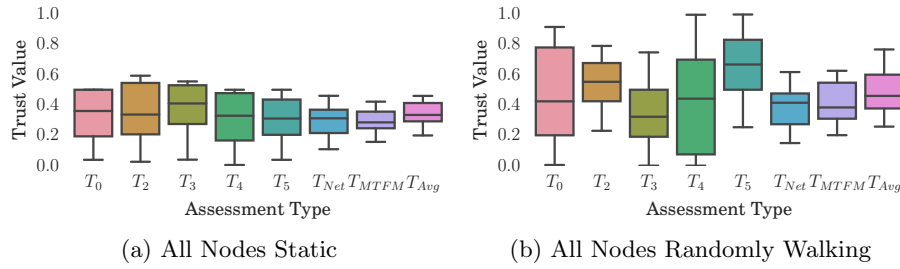 1.0 1.0
0.8 0.8
0.6 0.6
0.4 0.4
0.2 0.2
0.0 0.0
Trust Value Trust Value
T0 T2 T3 T4 T5 TNet TMTFM TAvg T0 T2 T3 T4 T5 TNet TMTFM TAvg
Assessment Type Assessment Type
(a) All Nodes Static (b) All Nodes Randomly Walking